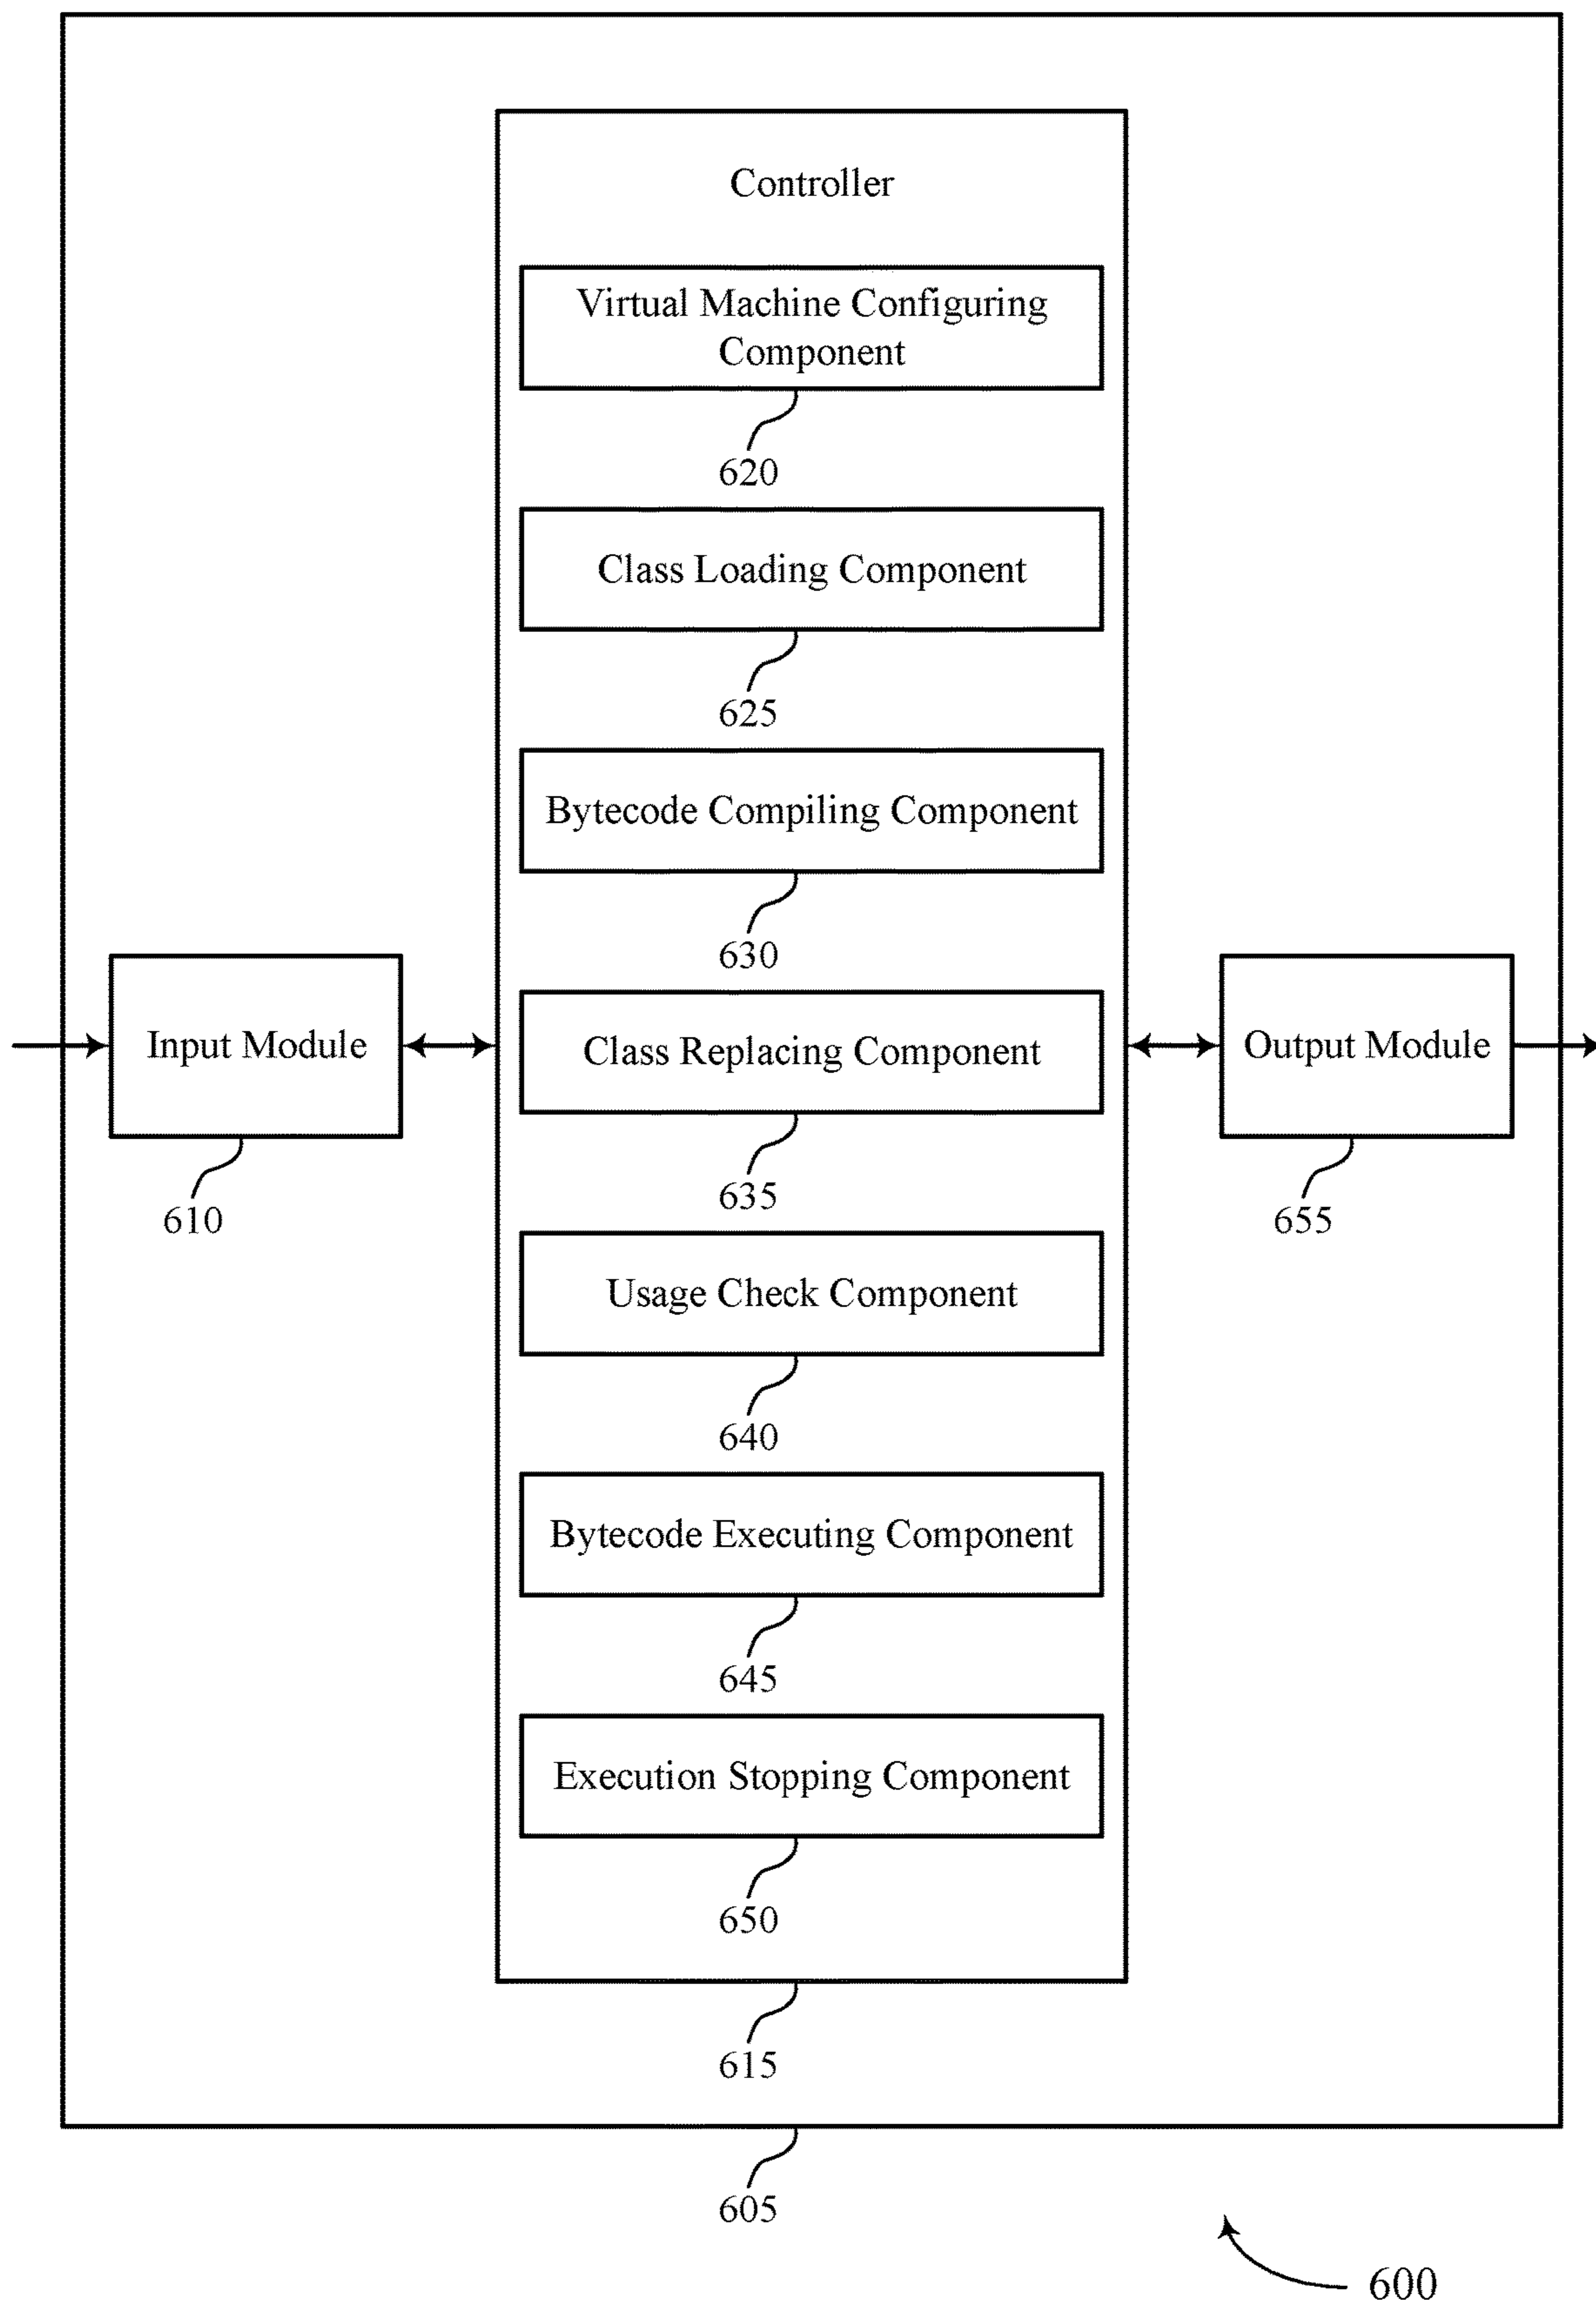 Controller
Virtual Machine Configuring
Component
620
Class Loading Component
625
Bytecode Compiling Component
630
Input Module
610
Class Replacing Component
635
Output Module
655
Usage Check Component
640
Bytecode Executing Component
645
Execution Stopping Component
650
615
605
600